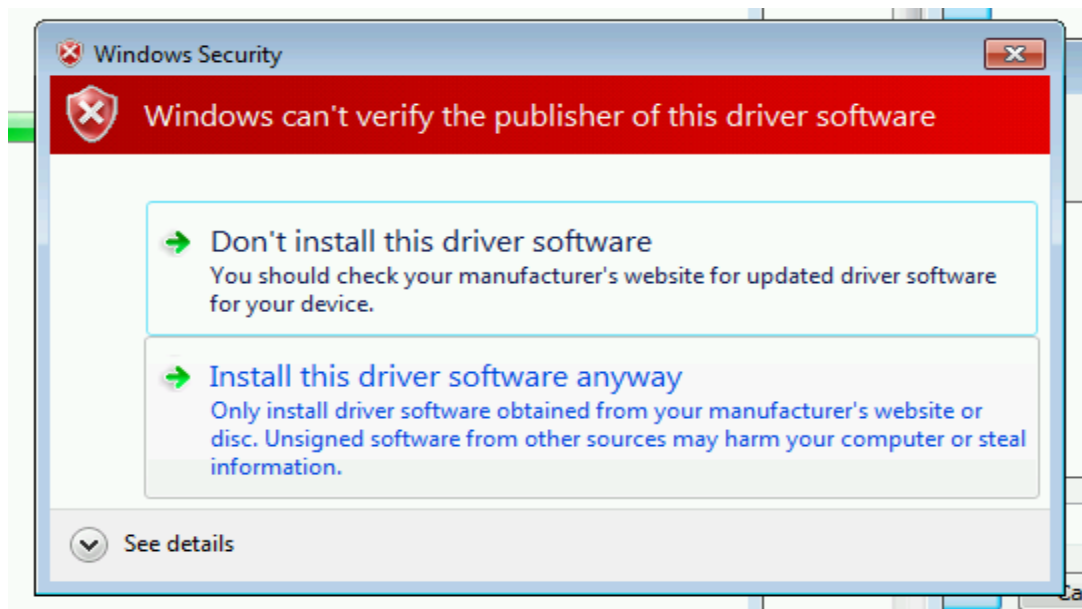 Windows Security
Windows can't verify the publisher of this driver software
Don't install this driver software
You should check your manufacturer's website for updated driver software
for your device.
Install this driver software anyway
Only install driver software obtained from your manufacturer's website or
disc. Unsigned software from other sources may harm your computer or steal
information.
See details